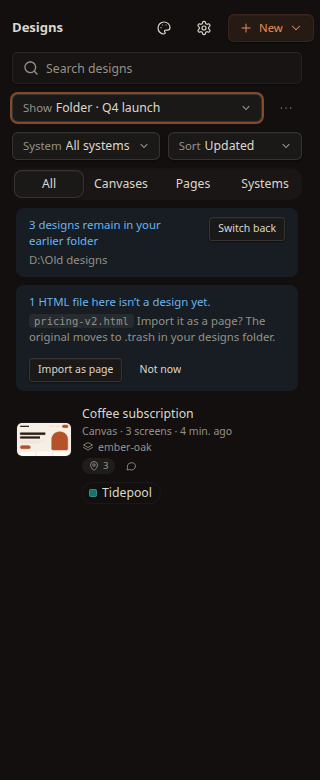 Designs
New
Search designs
Show Folder · Q4 launch
System All systems
Sort Updated
All Canvases Pages Systems
3 designs remain in your
earlier folder
Switch back
D:\Old designs
1 HTML file here isn't a design yet.
pricing-v2.html Import it as a page? The
original moves to .trash in your designs folder.
Import as page Not now
Coffee subscription
Canvas · 3 screens · 4 min. ago
ember-oak
3
Tidepool